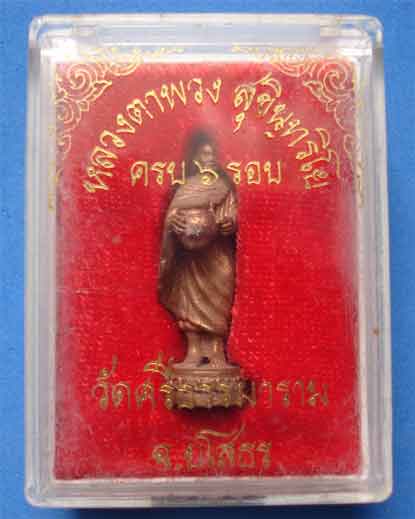 หลวงตาพวง สุขินฺทริโย
ครบ ๖ รอบ
วัดศรีธรรมาราม
จ.ยโสธร